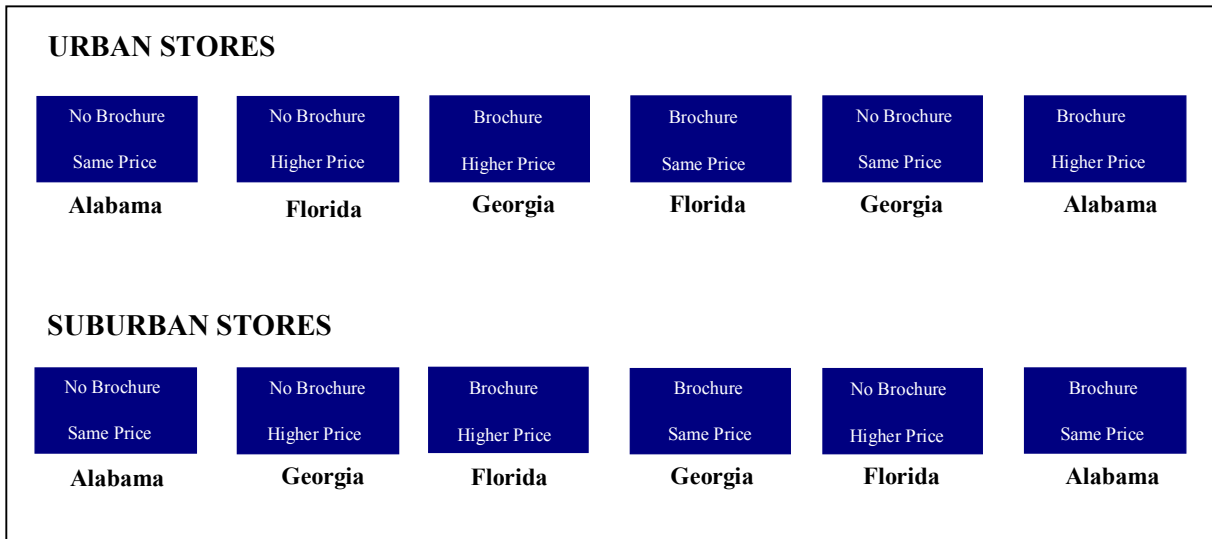 URBAN STORES
No Brochure
Same Price
Alabama
No Brochure
Higher Price
Florida
Brochure
Higher Price
Georgia
Brochure
Same Price
Florida
No Brochure
Same Price
Georgia
Brochure
Higher Price
Alabama
SUBURBAN STORES
No Brochure
Same Price
Alabama
No Brochure
Higher Price
Georgia
Brochure
Higher Price
Florida
Brochure
Same Price
Georgia
No Brochure
Higher Price
Florida
Brochure
Same Price
Alabama